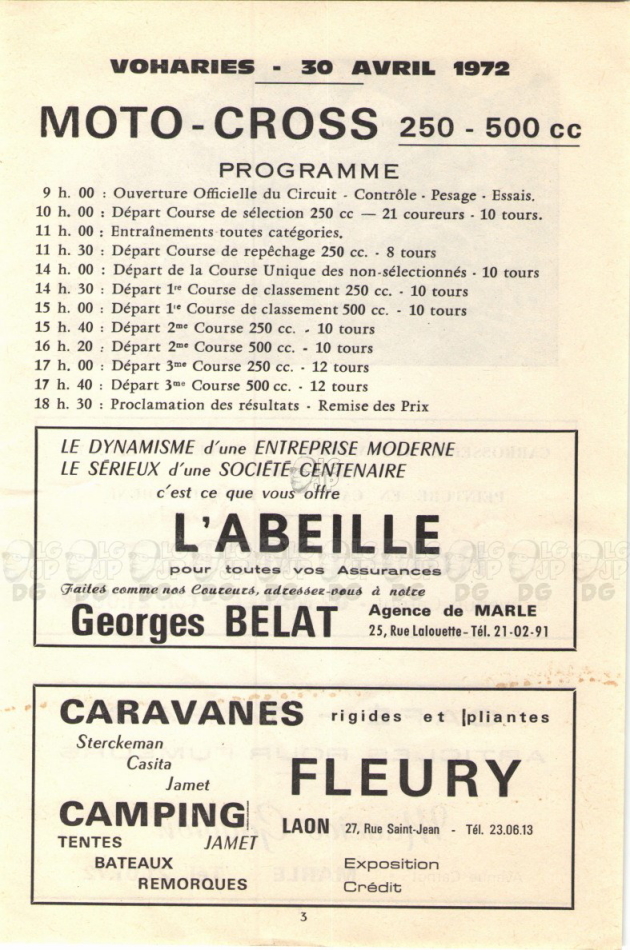 VOHARIES - 30 AVRIL 1972
MOTO-CROSS 250 - 500 cc
PROGRAMME
9 h. 00 : Ouverture Officielle du Circuit - Contrôle - Pesage - Essais.
10 h. 00 : Départ Course de sélection 250 cc — 21 coureurs - 10 tours.
11 h. 00 : Entraînements toutes catégories.
11 h. 30 : Départ Course de repêchage 250 cc. - 8 tours
14 h. 00 : Départ de la Course Unique des non-sélectionnés - 10 tours
14 h. 30 : Départ 1re Course de classement 250 cc. - 10 tours
15 h. 00 : Départ 1re Course de classement 500 cc. - 10 tours
15 h. 40 : Départ 2me Course 250 cc. - 10 tours
16 h. 20 : Départ 2me Course 500 cc. - 10 tours
17 h. 00 : Départ 3me Course 250 cc. - 12 tours
17 h. 40 : Départ 3me Course 500 cc. - 12 tours
18 h. 30 : Proclamation des résultats - Remise des Prix
LE DYNAMISME d'une ENTREPRISE MODERNE
LE SÉRIEUX d'une SOCIÉTÉ CENTENAIRE
c'est ce que vous offre
L'ABEILLE
pour toutes vos Assurances
Faites comme nos Coureurs, adressez-vous à notre
Georges BELAT Agence de MARLE
25, Rue Lalouette - Tél. 21-02-91
CARAVANES rigides et pliantes
Sterckeman
Casita
Jamet
FLEURY
CAMPING
LAON 27, Rue Saint-Jean - Tél. 23.06.13
TENTES JAMET
BATEAUX
REMORQUES
Exposition
Crédit
3
LGJP
DG